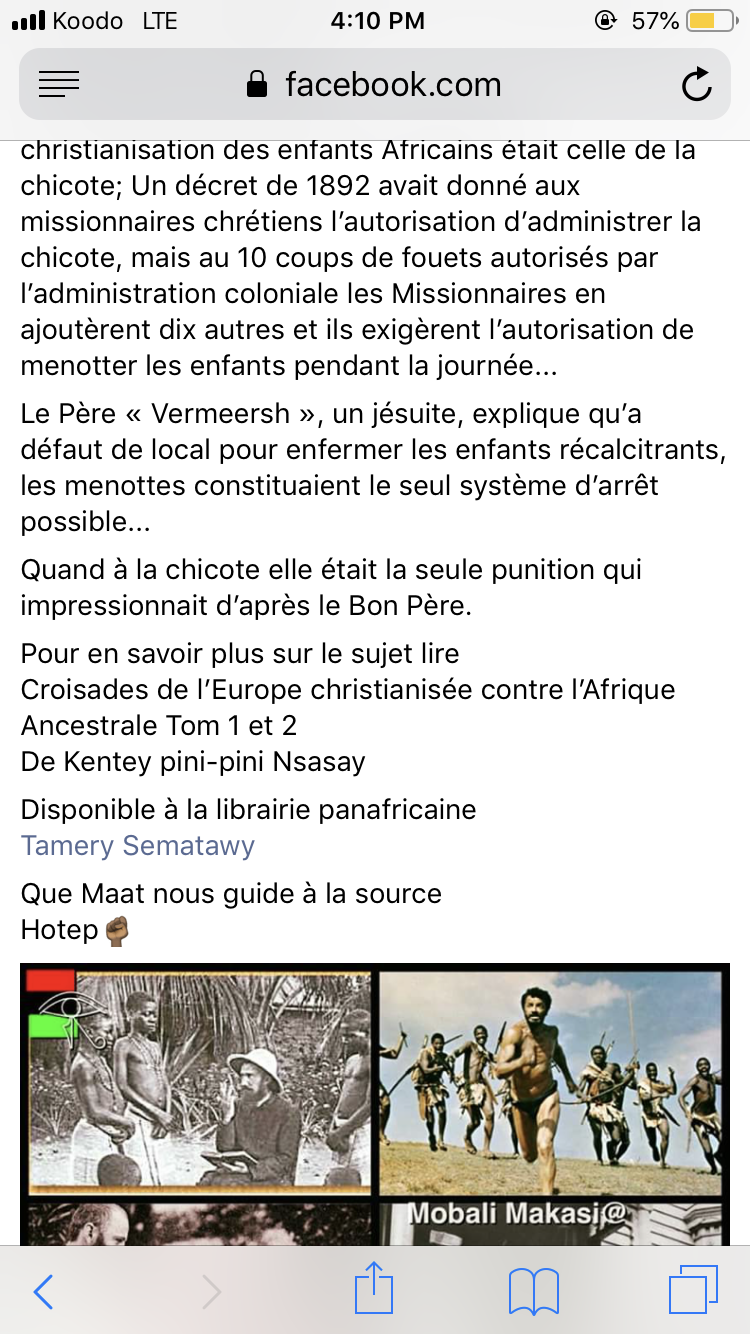 Koodo LTE 4:10 PM 57%
facebook.com
christianisation des enfants Africains était celle de la
chicote; Un décret de 1892 avait donné aux
missionnaires chrétiens l’autorisation d’administrer la
chicote, mais au 10 coups de fouets autorisés par
l’administration coloniale les Missionnaires en
ajoutèrent dix autres et ils exigèrent l’autorisation de
menotter les enfants pendant la journée...
Le Père « Vermeersh », un jésuite, explique qu’a
défaut de local pour enfermer les enfants récalcitrants,
les menottes constituaient le seul système d’arrêt
possible...
Quand à la chicote elle était la seule punition qui
impressionnait d’après le Bon Père.
Pour en savoir plus sur le sujet lire
Croisades de l’Europe christianisée contre l’Afrique
Ancestrale Tom 1 et 2
De Kentey pini-pini Nsasay
Disponible à la librairie panafricaine
Tamery Sematawy
Que Maat nous guide à la source
Hotep✊🏾
Mobali Makasi@